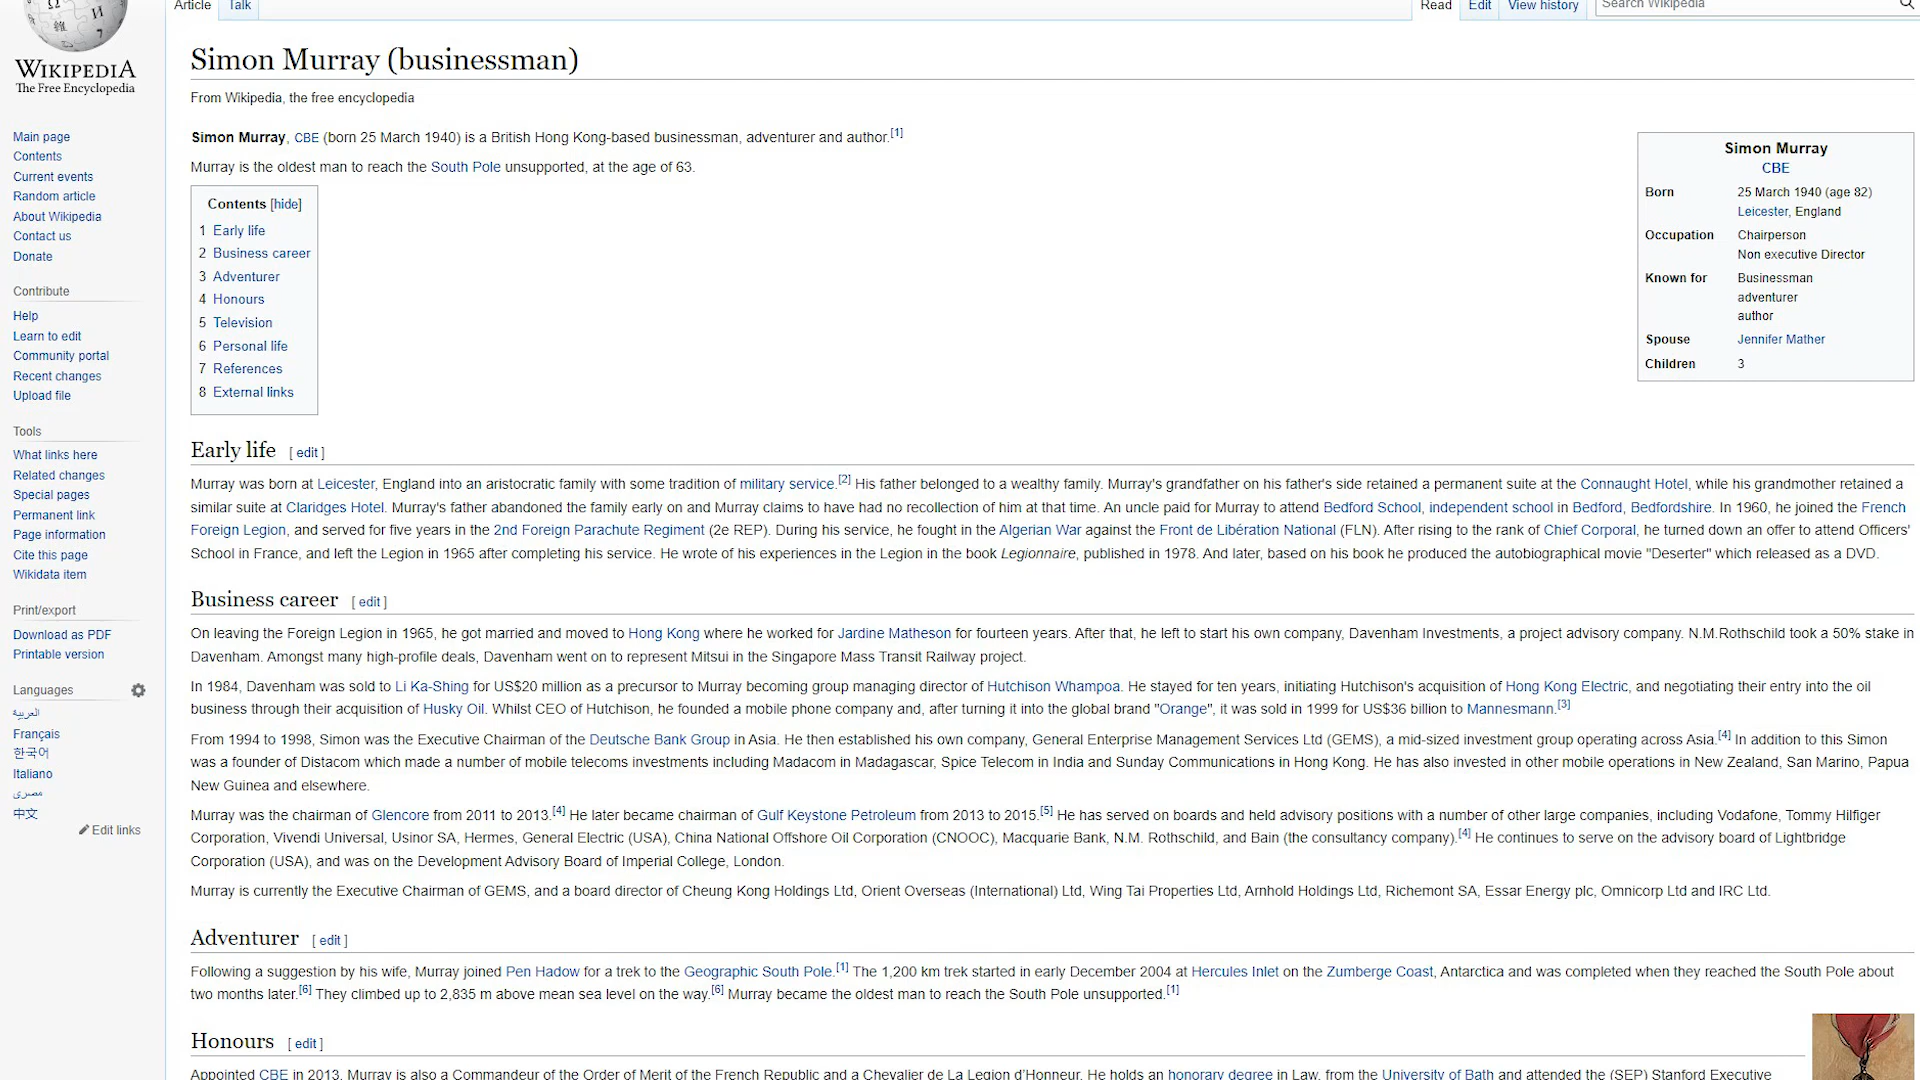 Article Talk Read Edit View history Search Wikipedia
WIKIPEDIA
The Free Encyclopedia
Main page
Contents
Current events
Random article
About Wikipedia
Contact us
Donate
Contribute
Help
Learn to edit
Community portal
Recent changes
Upload file
Tools
What links here
Related changes
Special pages
Permanent link
Page information
Cite this page
Wikidata item
Print/export
Download as PDF
Printable version
Languages
العربية
Français
한국어
Italiano
مصرى
中文
Edit links
Simon Murray (businessman)
From Wikipedia, the free encyclopedia
Simon Murray, CBE (born 25 March 1940) is a British Hong Kong-based businessman, adventurer and author.[1]
Murray is the oldest man to reach the South Pole unsupported, at the age of 63.
Contents [hide]
1 Early life
2 Business career
3 Adventurer
4 Honours
5 Television
6 Personal life
7 References
8 External links
Simon Murray
CBE
Born 25 March 1940 (age 82)
Leicester, England
Occupation Chairperson
Non executive Director
Known for Businessman
adventurer
author
Spouse Jennifer Mather
Children 3
Early life [ edit ]
Murray was born at Leicester, England into an aristocratic family with some tradition of military service.[2] His father belonged to a wealthy family. Murray's grandfather on his father's side retained a permanent suite at the Connaught Hotel, while his grandmother retained a
similar suite at Claridges Hotel. Murray's father abandoned the family early on and Murray claims to have had no recollection of him at that time. An uncle paid for Murray to attend Bedford School, independent school in Bedford, Bedfordshire. In 1960, he joined the French
Foreign Legion, and served for five years in the 2nd Foreign Parachute Regiment (2e REP). During his service, he fought in the Algerian War against the Front de Libération National (FLN). After rising to the rank of Chief Corporal, he turned down an offer to attend Officers'
School in France, and left the Legion in 1965 after completing his service. He wrote of his experiences in the Legion in the book Legionnaire, published in 1978. And later, based on his book he produced the autobiographical movie "Deserter" which released as a DVD.
Business career [ edit ]
On leaving the Foreign Legion in 1965, he got married and moved to Hong Kong where he worked for Jardine Matheson for fourteen years. After that, he left to start his own company, Davenham Investments, a project advisory company. N.M.Rothschild took a 50% stake in
Davenham. Amongst many high-profile deals, Davenham went on to represent Mitsui in the Singapore Mass Transit Railway project.
In 1984, Davenham was sold to Li Ka-Shing for US$20 million as a precursor to Murray becoming group managing director of Hutchison Whampoa. He stayed for ten years, initiating Hutchison's acquisition of Hong Kong Electric, and negotiating their entry into the oil
business through their acquisition of Husky Oil. Whilst CEO of Hutchison, he founded a mobile phone company and, after turning it into the global brand "Orange", it was sold in 1999 for US$36 billion to Mannesmann.[3]
From 1994 to 1998, Simon was the Executive Chairman of the Deutsche Bank Group in Asia. He then established his own company, General Enterprise Management Services Ltd (GEMS), a mid-sized investment group operating across Asia.[4] In addition to this Simon
was a founder of Distacom which made a number of mobile telecoms investments including Madacom in Madagascar, Spice Telecom in India and Sunday Communications in Hong Kong. He has also invested in other mobile operators in New Zealand, San Marino, Papua
New Guinea and elsewhere.
Murray was the chairman of Glencore from 2011 to 2013.[4] He later became chairman of Gulf Keystone Petroleum from 2013 to 2015.[5] He has served on boards and held advisory positions with a number of other large companies, including Vodafone, Tommy Hilfiger
Corporation, Vivendi Universal, Usinor SA, Hermes, General Electric (USA), China National Offshore Oil Corporation (CNOOC), Macquarie Bank, N.M. Rothschild, and Bain (the consultancy company).[4] He continues to serve on the advisory board of Lightbridge
Corporation (USA), and was on the Development Advisory Board of Imperial College, London.
Murray is currently the Executive Chairman of GEMS, and a board director of Cheung Kong Holdings Ltd, Orient Overseas (International) Ltd, Wing Tai Properties Ltd, Arnhold Holdings Ltd, Richemont SA, Essar Energy plc, Omnicorp Ltd and IRC Ltd.
Adventurer [ edit ]
Following a suggestion by his wife, Murray joined Pen Hadow for a trek to the Geographic South Pole.[1] The 1,200 km trek started in early December 2004 at Hercules Inlet on the Zumberge Coast, Antarctica and was completed when they reached the South Pole about
two months later.[6] They climbed up to 2,835 m above mean sea level on the way.[6] Murray became the oldest man to reach the South Pole unsupported.[1]
Honours [ edit ]
Appointed CBE in 2013, Murray is also a Commandeur of the Order of Merit of the French Republic and a Chevalier de La Legion d'Honneur. He holds an honorary degree in Law, from the University of Bath and attended the (SEP) Stanford Executive